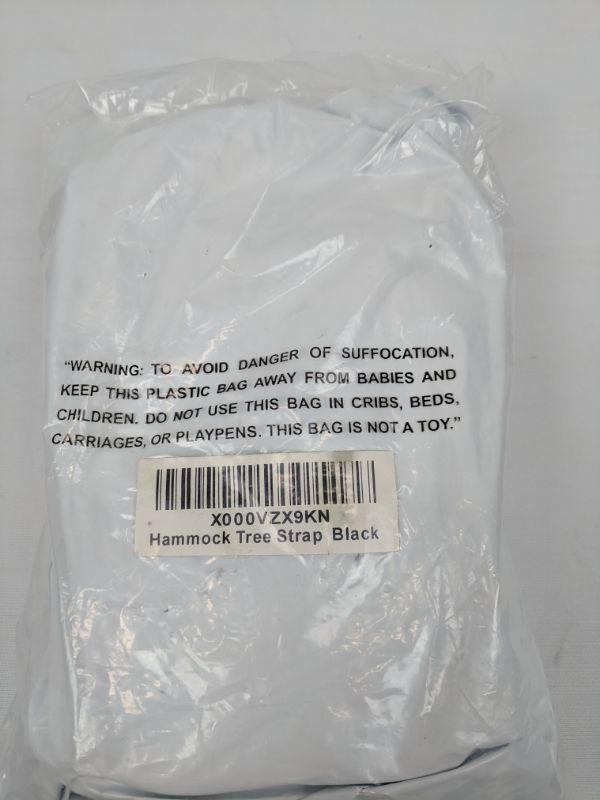 "WARNING: TO AVOID DANGER OF SUFFOCATION,
KEEP THIS PLASTIC BAG AWAY FROM BABIES AND
CHILDREN. DO NOT USE THIS BAG IN CRIBS, BEDS,
CARRIAGES, OR PLAYPENS. THIS BAG IS NOT A TOY."
X000VZX9KN
Hammock Tree Strap Black